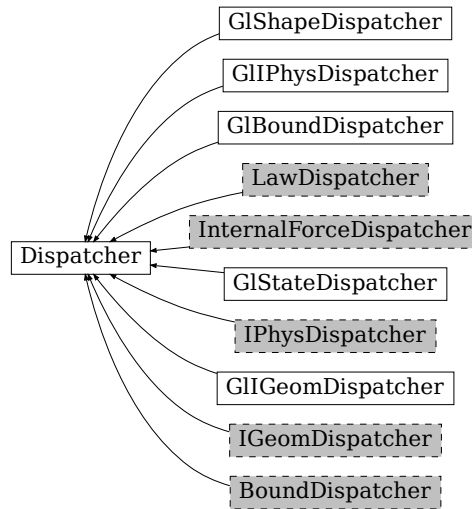 GlShapeDispatcher
GlIPhysDispatcher
GlBoundDispatcher
LawDispatcher
InternalForceDispatcher
Dispatcher
GlStateDispatcher
IPhysDispatcher
GlIGeomDispatcher
IGeomDispatcher
BoundDispatcher